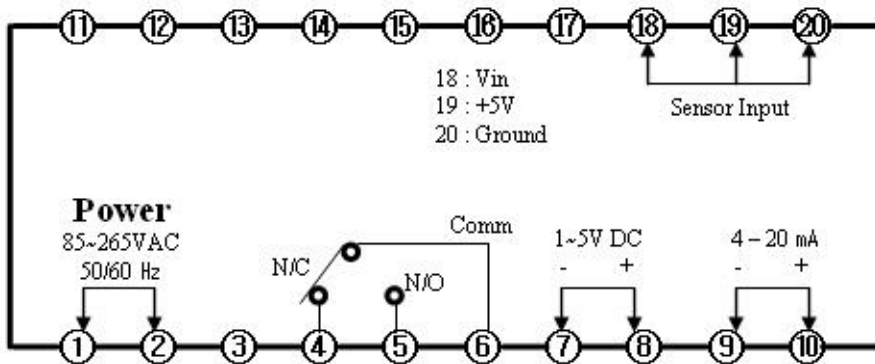 11 12 13 14 15 16 17 18 19 20
18 : Vin
19 : +5V
20 : Ground
Sensor Input
Power
85~265VAC
50/60 Hz
N/C
N/O
Comm
1~5V DC
- +
4 – 20 mA
- +
1 2 3 4 5 6 7 8 9 10